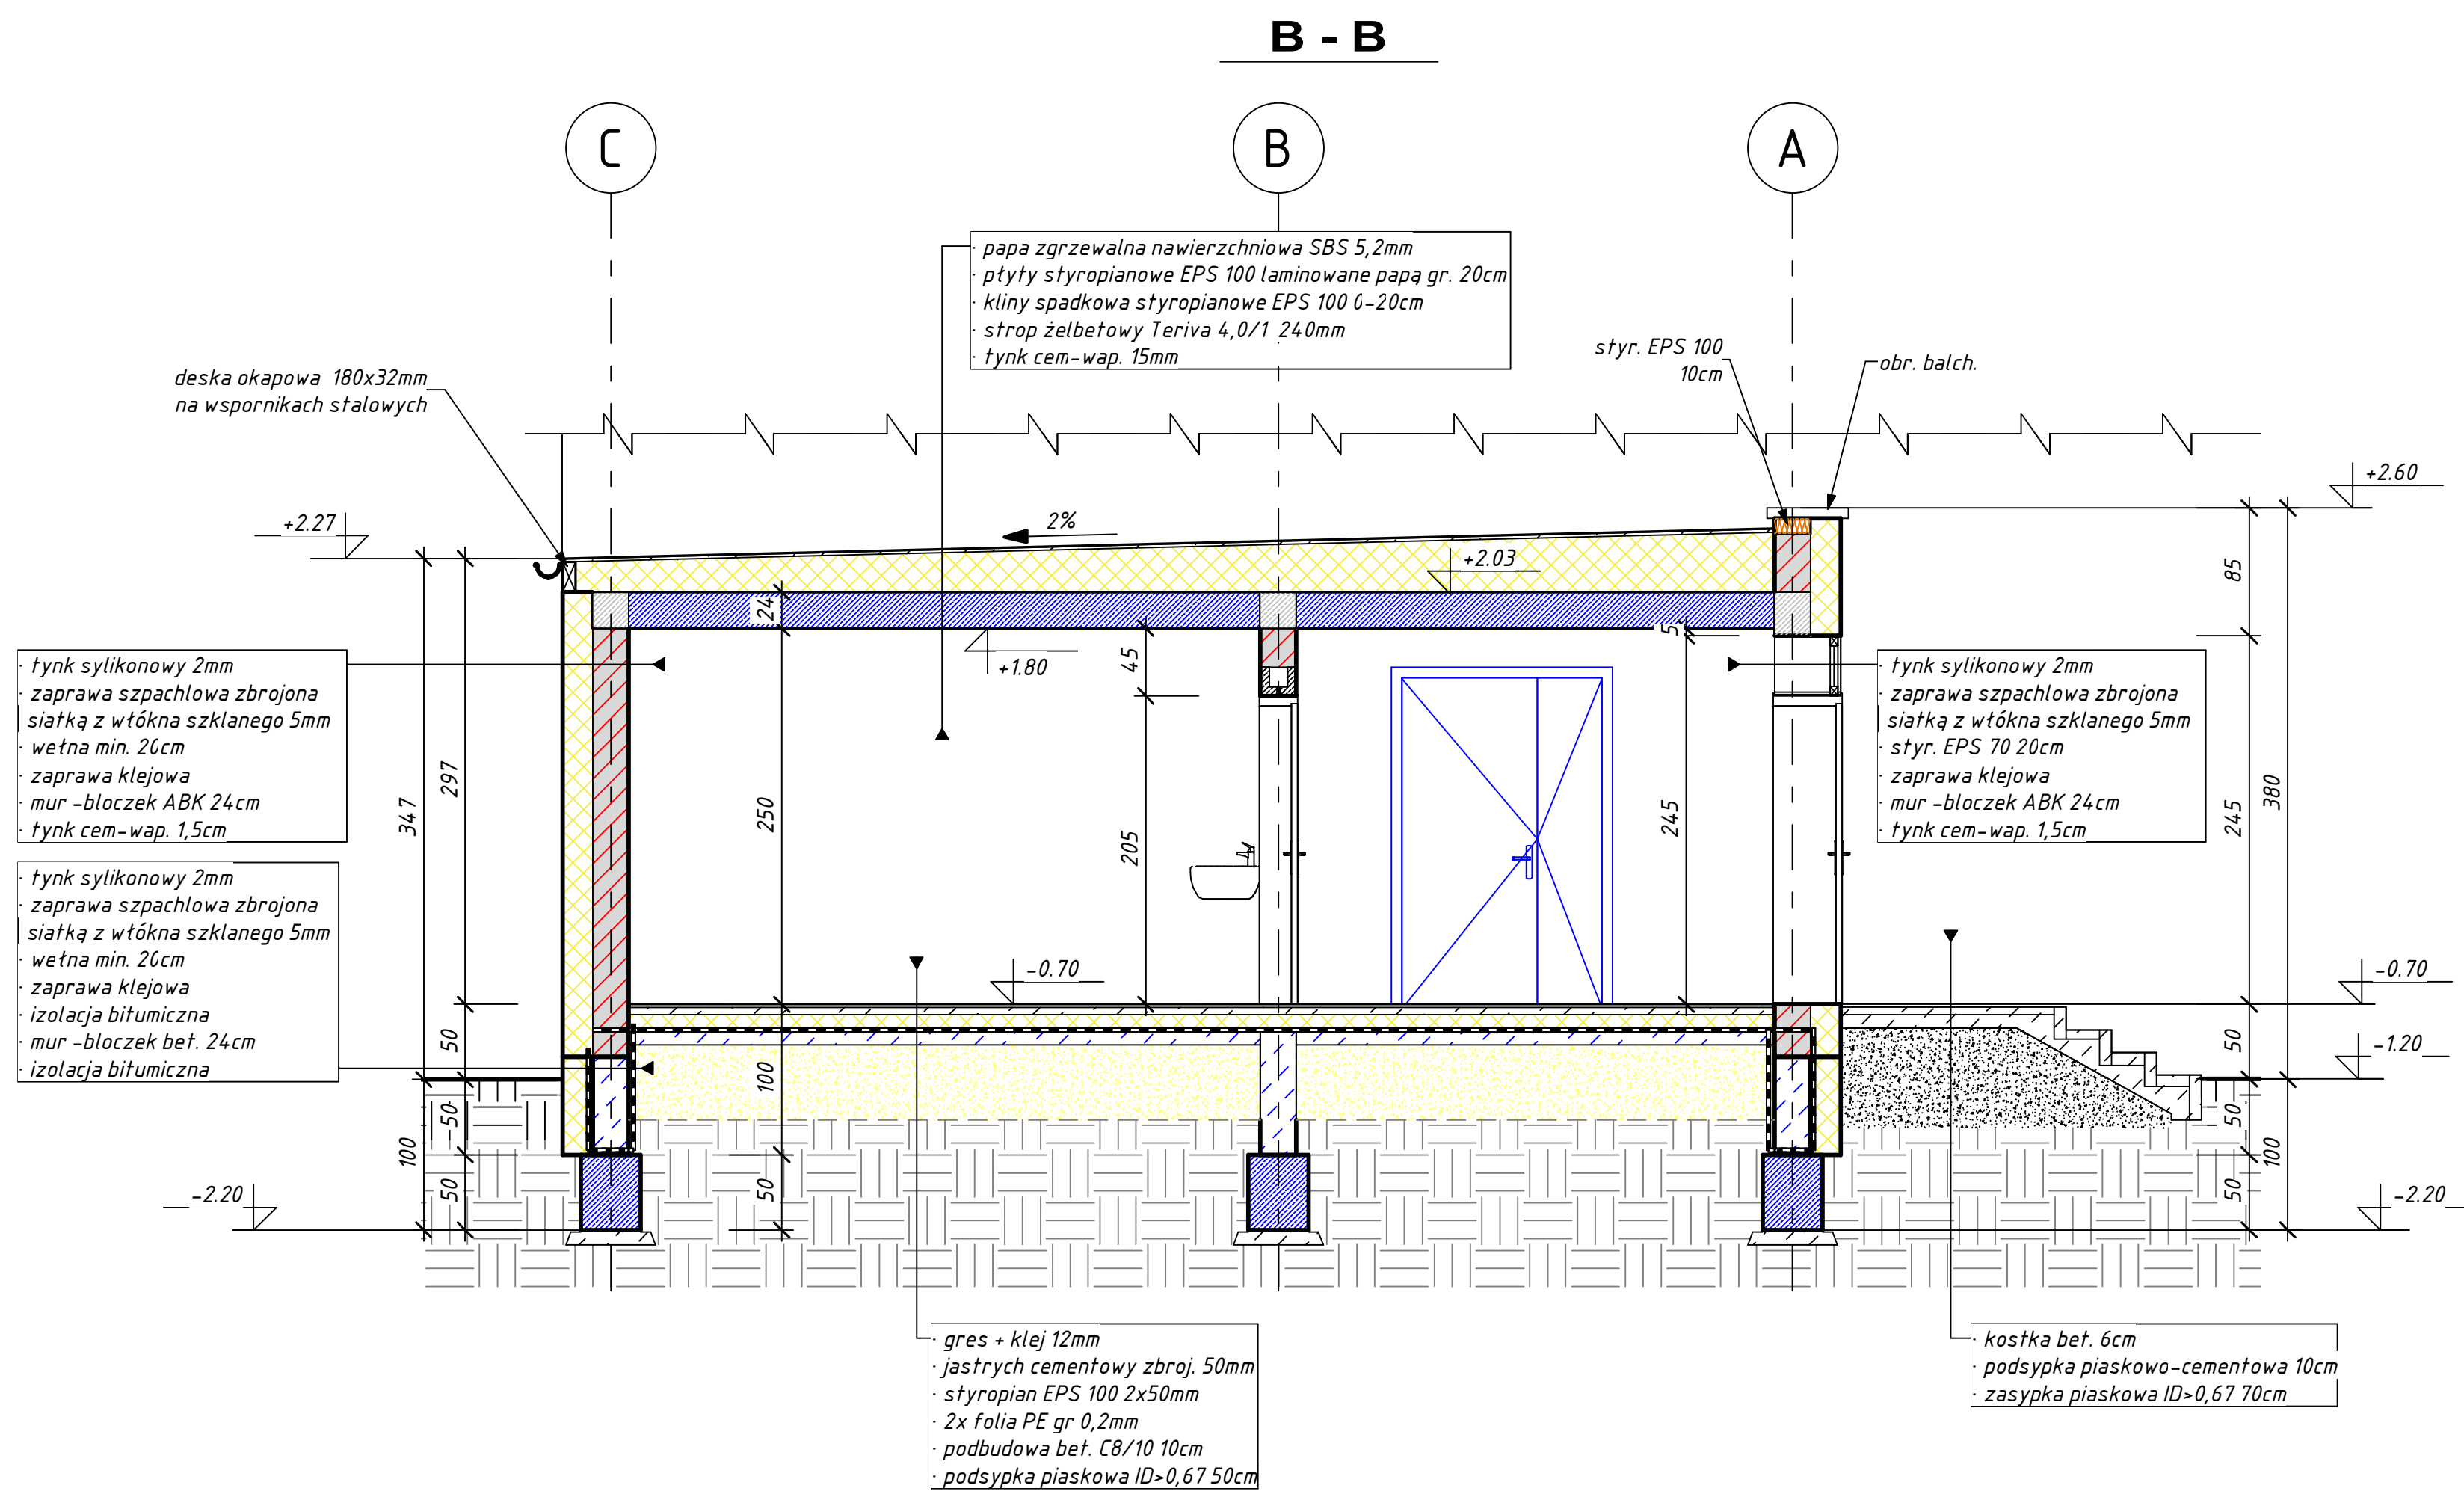 B - B
C
B
A
· papa zgrzewalna nawierzchniowa SBS 5,2mm
· płyty styropianowe EPS 100 laminowane papą gr. 20cm
· kliny spadkowa styropianowe EPS 100 0-20cm
· strop żelbetowy Teriva 4,0/1 240mm
· tynk cem-wap. 15mm
styr. EPS 100
10cm
obr. balch.
deska okapowa 180x32mm
na wspornikach stalowych
+2.60
+2.27
2%
+2.03
24
85
5
45
+1.80
· tynk sylikonowy 2mm
· zaprawa szpachlowa zbrojona
siatką z włókna szklanego 5mm
· wełna min. 20cm
· zaprawa klejowa
· mur -bloczek ABK 24cm
· tynk cem-wap. 1,5cm
· tynk sylikonowy 2mm
· zaprawa szpachlowa zbrojona
siatką z włókna szklanego 5mm
· styr. EPS 70 20cm
· zaprawa klejowa
· mur -bloczek ABK 24cm
· tynk cem-wap. 1,5cm
347
297
250
205
245
245
380
· tynk sylikonowy 2mm
· zaprawa szpachlowa zbrojona
siatką z włókna szklanego 5mm
· wełna min. 20cm
· zaprawa klejowa
· izolacja bitumiczna
· mur -bloczek bet. 24cm
· izolacja bitumiczna
-0.70
-0.70
50
50
-1.20
100
50
50
100
100
50
50
50
-2.20
-2.20
· gres + klej 12mm
· jastrych cementowy zbroj. 50mm
· styropian EPS 100 2x50mm
· 2x folia PE gr 0,2mm
· podbudowa bet. C8/10 10cm
· podsypka piaskowa ID>0,67 50cm
· kostka bet. 6cm
· podsypka piaskowo-cementowa 10cm
· zasypka piaskowa ID>0,67 70cm